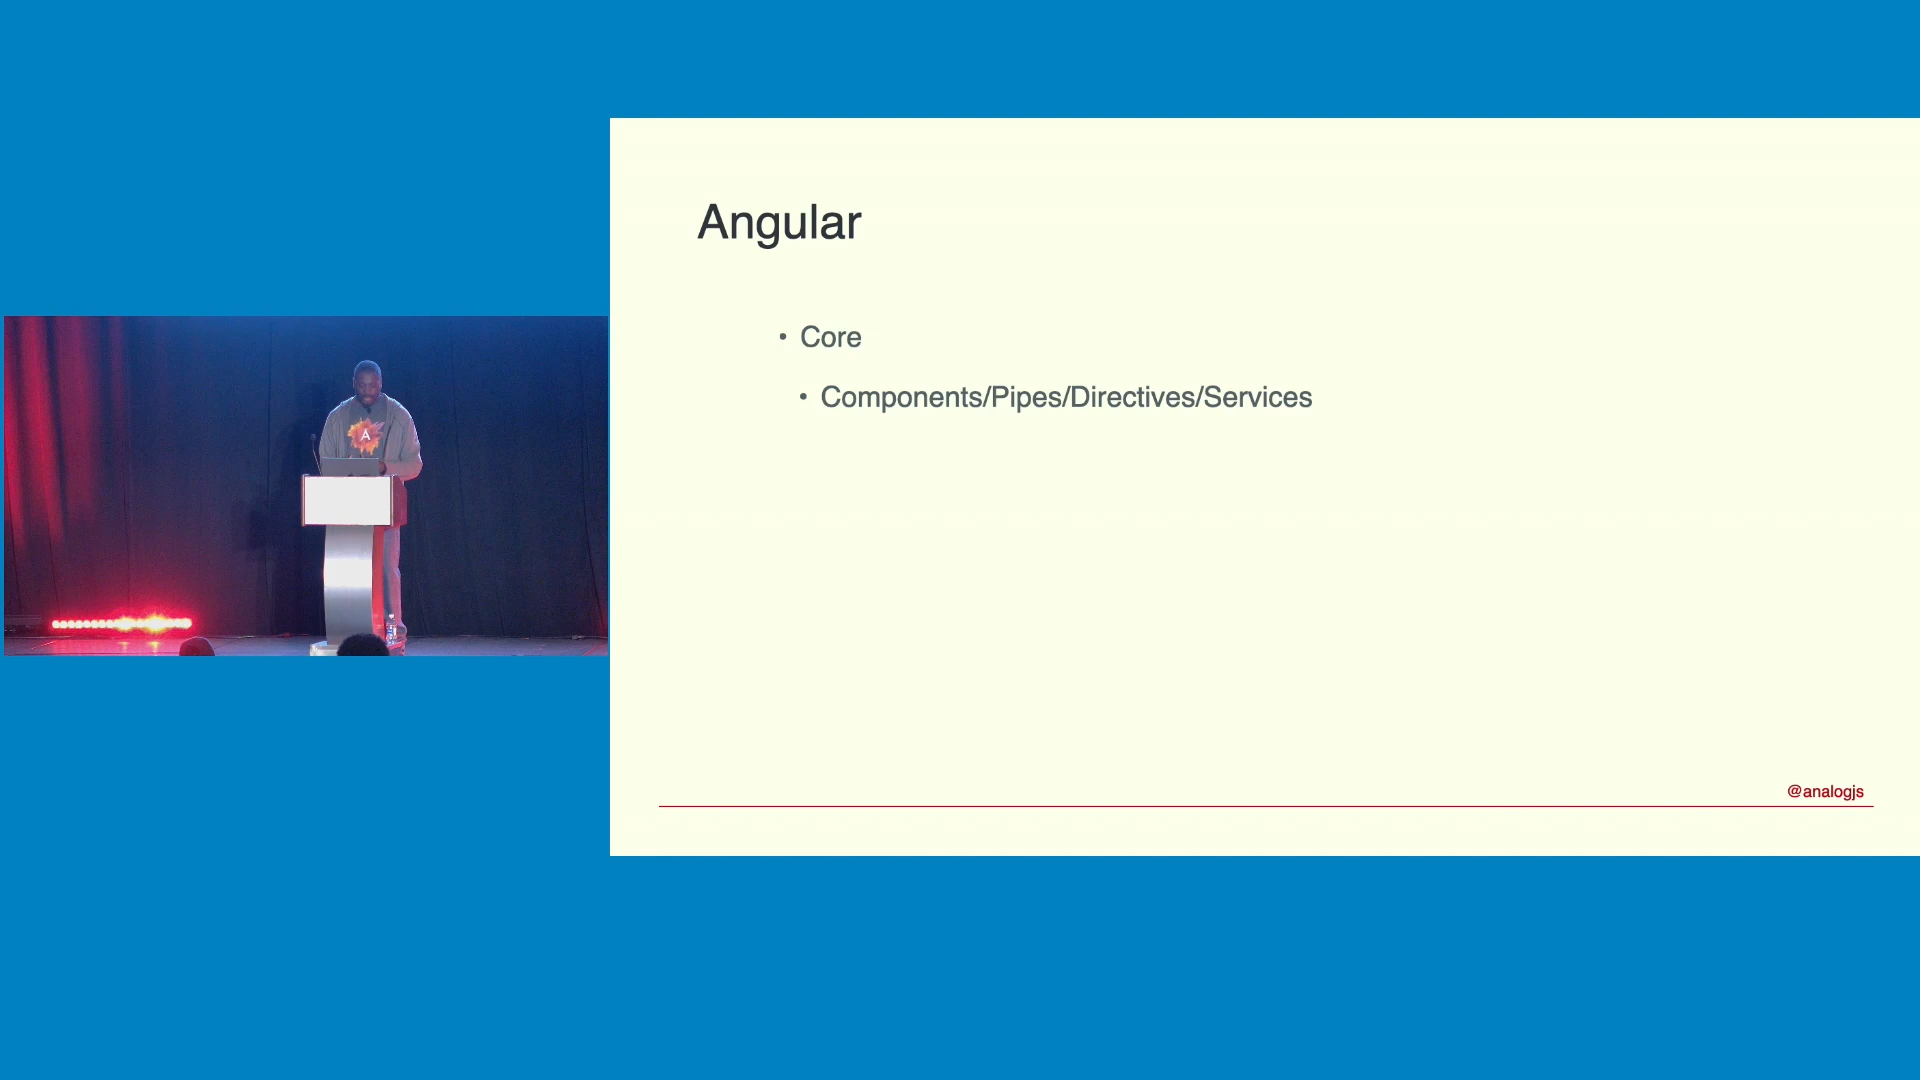 Angular
• Core
• Components/Pipes/Directives/Services
@analogjs
A